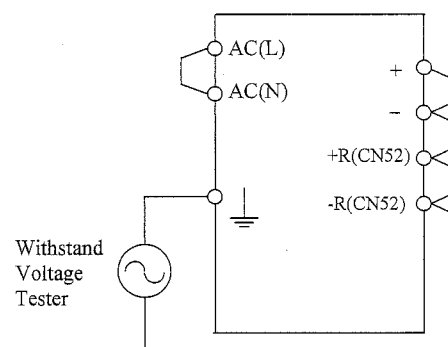 AC(L)
AC(N)
+
-
+R(CN52)
-R(CN52)
Withstand
Voltage
Tester